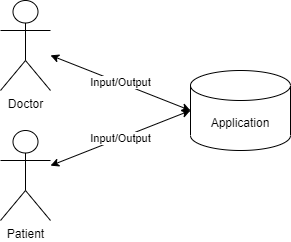 Doctor
Input/Output
Application
Input/Output
Patient